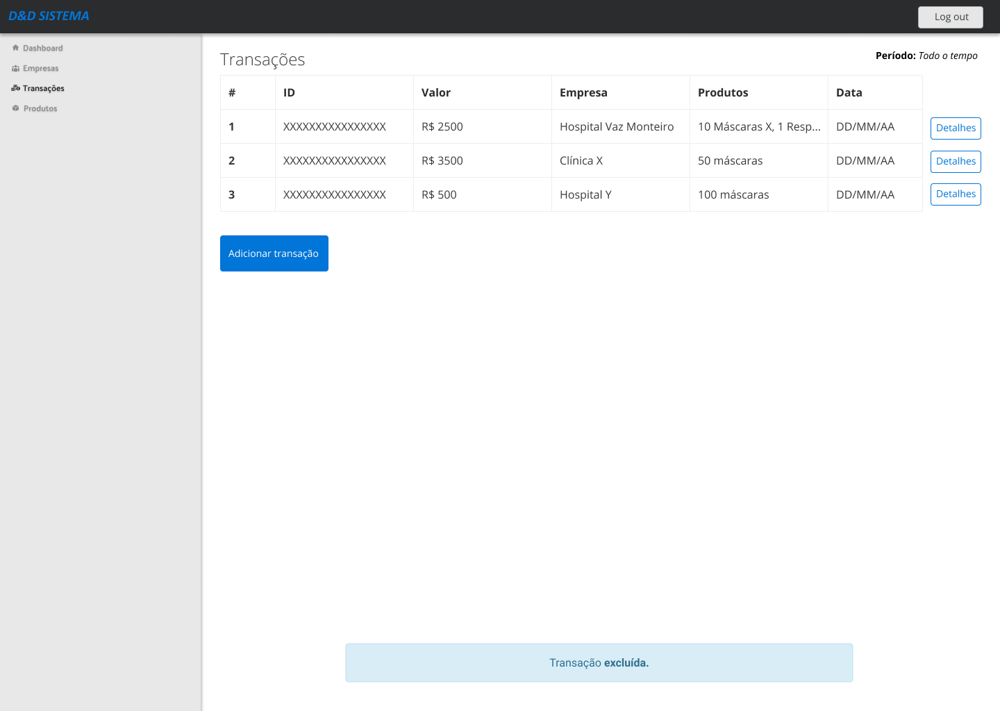 D&D SISTEMA
Log out
Dashboard
Empresas
Transações
Produtos
Transações
Período: Todo o tempo
# ID Valor Empresa Produtos Data
1 XXXXXXXXXXXXXXXX R$ 2500 Hospital Vaz Monteiro 10 Máscaras X, 1 Resp... DD/MM/AA Detalhes
2 XXXXXXXXXXXXXXXX R$ 3500 Clínica X 50 máscaras DD/MM/AA Detalhes
3 XXXXXXXXXXXXXXXX R$ 500 Hospital Y 100 máscaras DD/MM/AA Detalhes
Adicionar transação
Transação excluída.